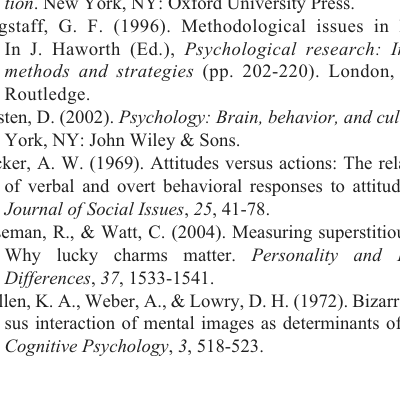 tion. New York, NY: Oxford University Press.
gstaff, G. F. (1996). Methodological issues in
In J. Haworth (Ed.), Psychological research:
methods and strategies (pp. 202-220). London,
Routledge.
sten, D. (2002). Psychology: Brain, behavior, and cul
York, NY: John Wiley & Sons.
cker, A. W. (1969). Attitudes versus actions: The rel
of verbal and overt behavioral responses to attitud
Journal of Social Issues, 25, 41-78.
eman, R., & Watt, C. (2004). Measuring superstitiou
Why lucky charms matter. Personality and
Differences, 37, 1533-1541.
llen, K. A., Weber, A., & Lowry, D. H. (1972). Bizarr
sus interaction of mental images as determinants of
Cognitive Psychology, 3, 518-523.